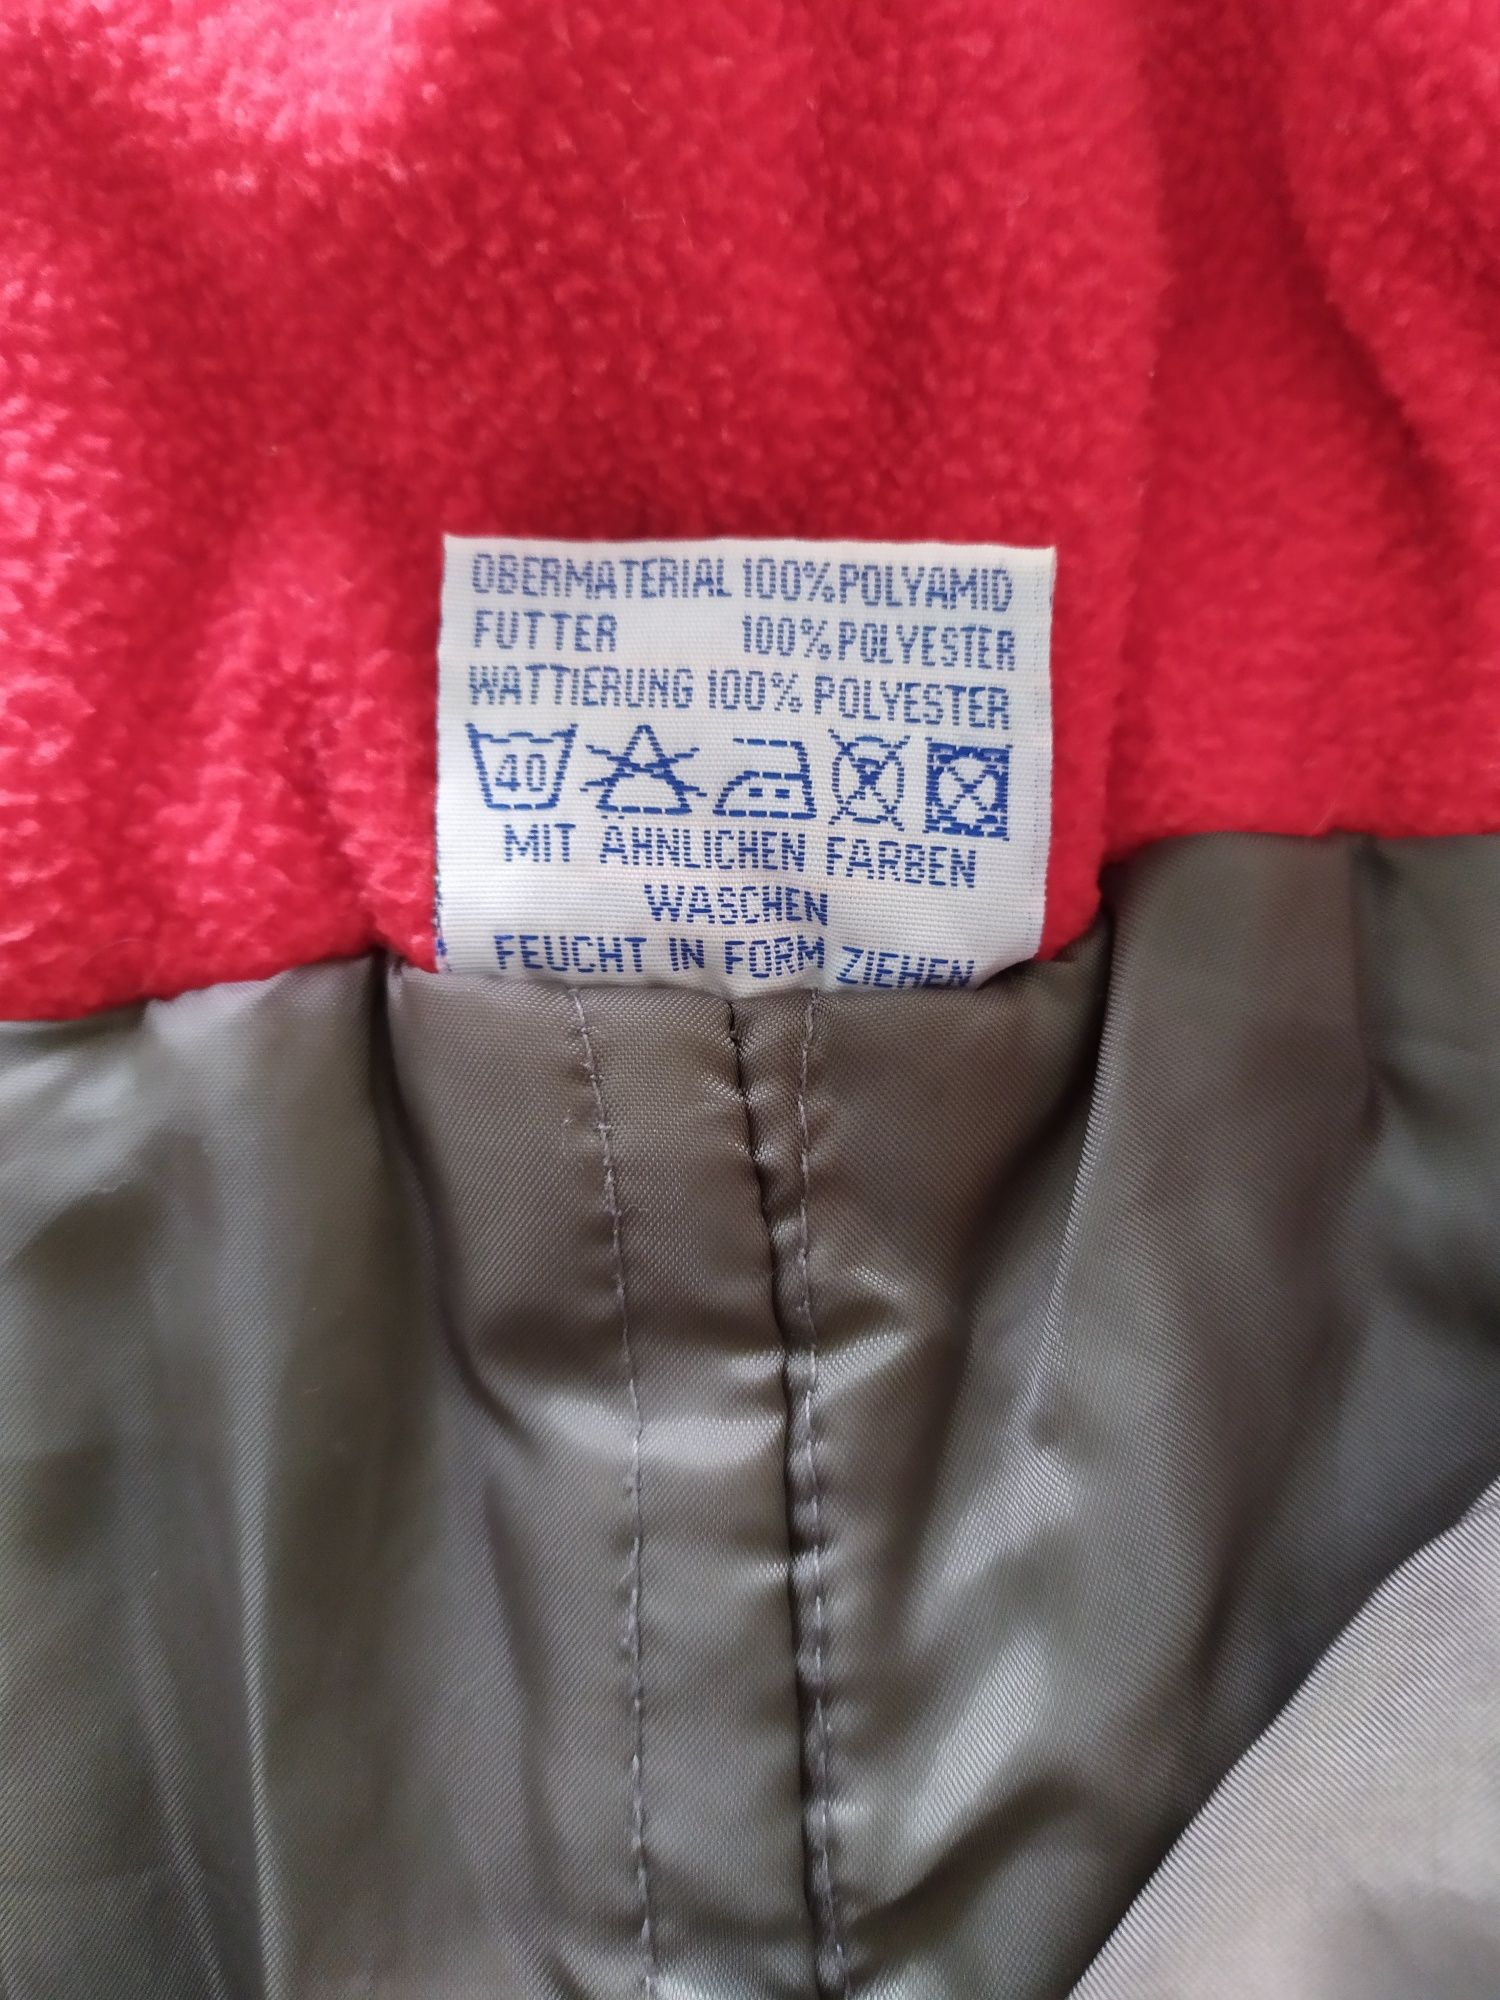 OBERMATERIAL 100% POLYAMID
FUTTER 100% POLYESTER
WATTIERUNG 100% POLYESTER
40
MIT ÄHNLICHEN FARBEN
WASCHEN
FEUCHT IN FORM ZIEHEN